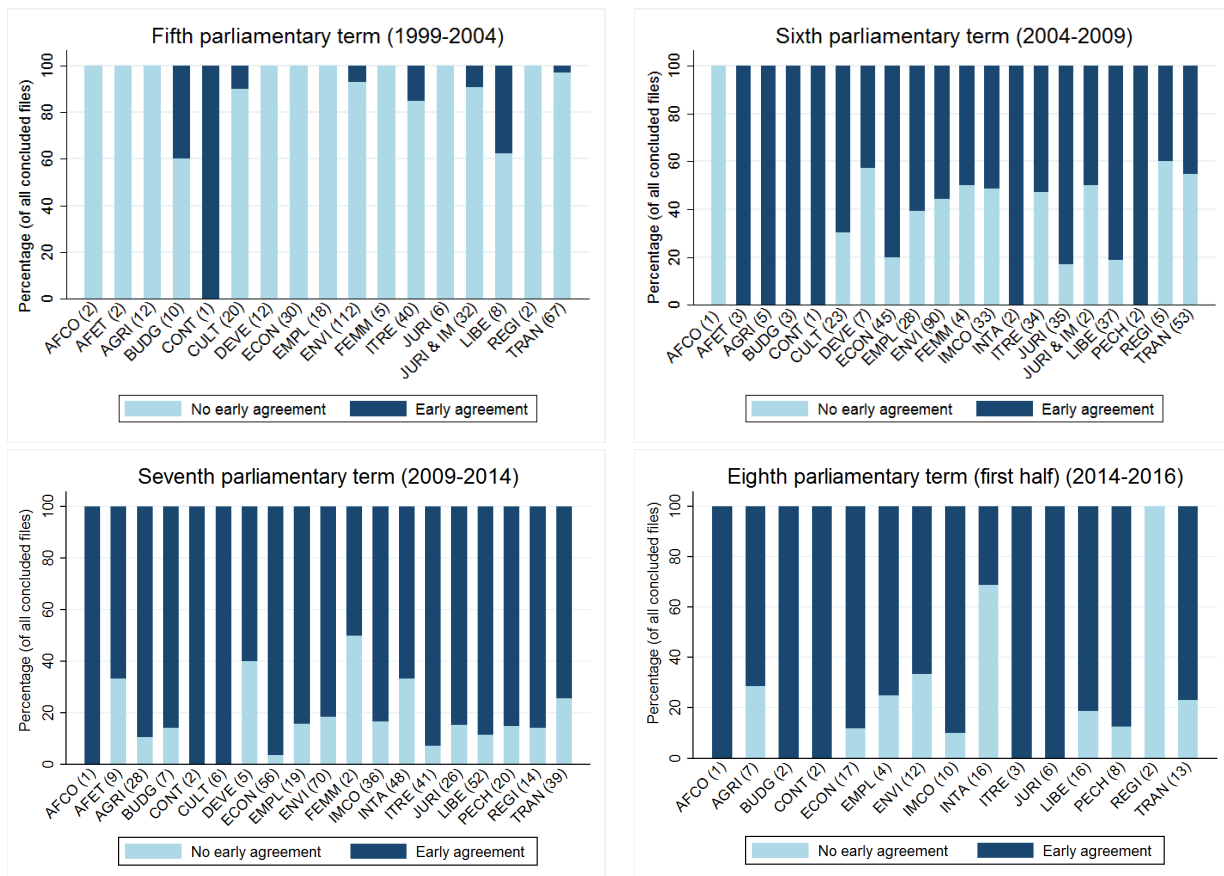 Fifth parliamentary term (1999-2004)
Percentage (of all concluded files)
100
80
60
40
20
0
AFCO (2)
AFET (2)
AGRI (12)
BUDG (10)
CONT (1)
CULT (20)
DEVE (12)
ECON (30)
EMPL (18)
ENVI (112)
FEMM (5)
ITRE (40)
JURI (6)
JURI & IM (32)
LIBE (8)
REGI (2)
TRAN (67)
No early agreement
Early agreement
Sixth parliamentary term (2004-2009)
Percentage (of all concluded files)
100
80
60
40
20
0
AFCO (1)
AFET (3)
AGRI (5)
BUDG (3)
CONT (1)
CULT (23)
DEVE (7)
ECON (45)
EMPL (28)
ENVI (90)
FEMM (4)
IMCO (33)
INTA (2)
ITRE (34)
JURI (35)
JURI & IM (2)
LIBE (37)
PECH (2)
REGI (5)
TRAN (53)
No early agreement
Early agreement
Seventh parliamentary term (2009-2014)
Percentage (of all concluded files)
100
80
60
40
20
0
AFCO (1)
AFET (9)
AGRI (28)
BUDG (7)
CONT (2)
CULT (6)
DEVE (5)
ECON (56)
EMPL (19)
ENVI (70)
FEMM (2)
IMCO (36)
INTA (48)
ITRE (41)
JURI (26)
LIBE (52)
PECH (20)
REGI (14)
TRAN (39)
No early agreement
Early agreement
Eighth parliamentary term (first half) (2014-2016)
Percentage (of all concluded files)
100
80
60
40
20
0
AFCO (1)
AGRI (7)
BUDG (2)
CONT (2)
ECON (17)
EMPL (4)
ENVI (12)
IMCO (10)
INTA (16)
ITRE (3)
JURI (6)
LIBE (16)
PECH (8)
REGI (2)
TRAN (13)
No early agreement
Early agreement